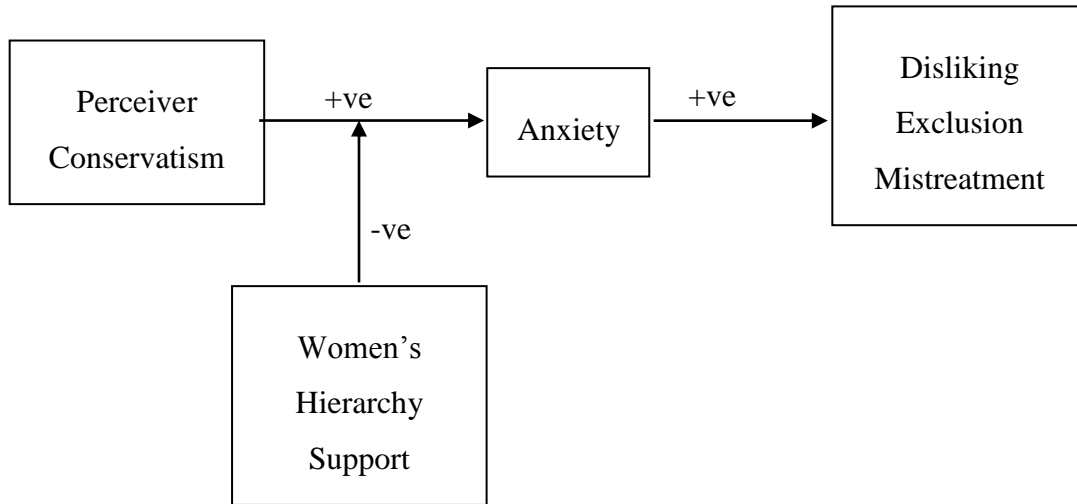 Perceiver
Conservatism
+ve
Anxiety
+ve
Disliking
Exclusion
Mistreatment
-ve
Women’s
Hierarchy
Support